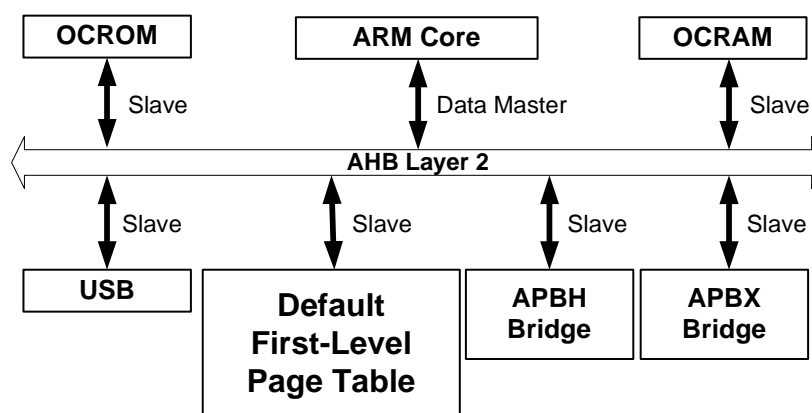 OCROM
ARM Core
OCRAM
Slave
Data Master
Slave
AHB Layer 2
Slave
Slave
Slave
Slave
USB
Default
First-Level
Page Table
APBH
Bridge
APBX
Bridge